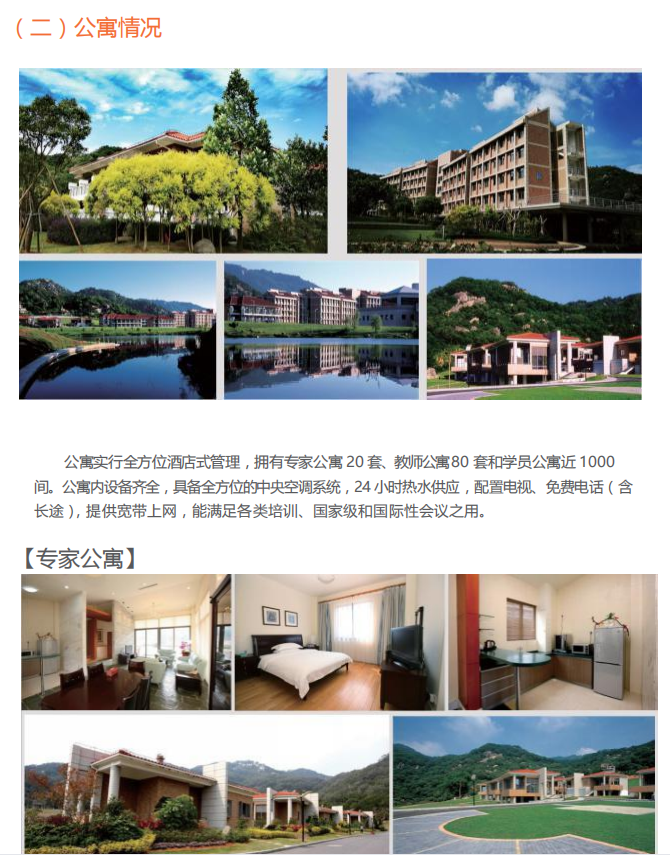 （二）公寓情况
公寓实行全方位酒店式管理，拥有专家公寓 20 套、教师公寓 80 套和学员公寓近 1000
间。公寓内设备齐全，具备全方位的中央空调系统，24 小时热水供应，配置电视、免费电话（含
长途），提供宽带上网，能满足各类培训、国家级和国际性会议之用。
【专家公寓】